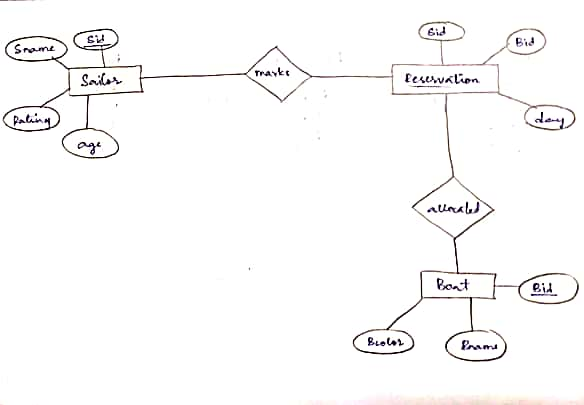 Sid
Sname
Sailor
Rating
age
marks
Sid
Bid
Reservation
day
allocated
Boat
Bid
Bcolor
Bname